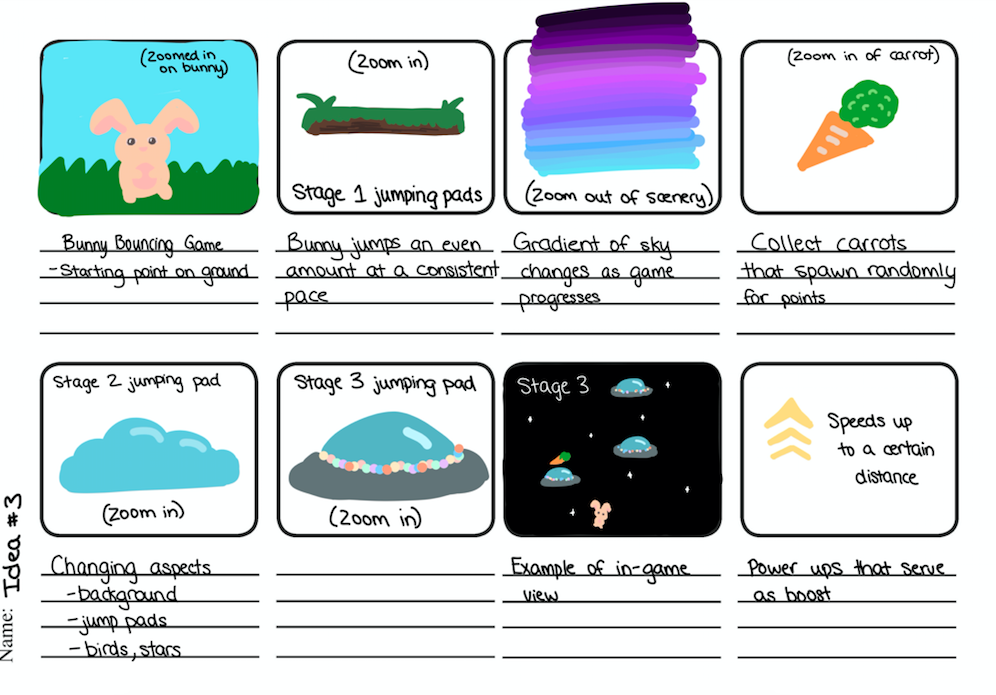 (Zoomed in
on bunny)
(Zoom in)
Stage 1 jumping pads
(Zoom out of scenery)
(Zoom in of carrot)
Bunny Bouncing Game
-Starting point on ground
Bunny jumps an even
amount at a consistent
pace
Gradient of sky
changes as game
progresses
Collect carrots
that spawn randomly
for points
Stage 2 jumping pad
(Zoom in)
Stage 3 jumping pad
(Zoom in)
Stage 3
Speeds up
to a certain
distance
Changing aspects
-background
-jump pads
-birds, stars
Example of in-game
view
Power ups that serve
as boost
Name: Idea #3